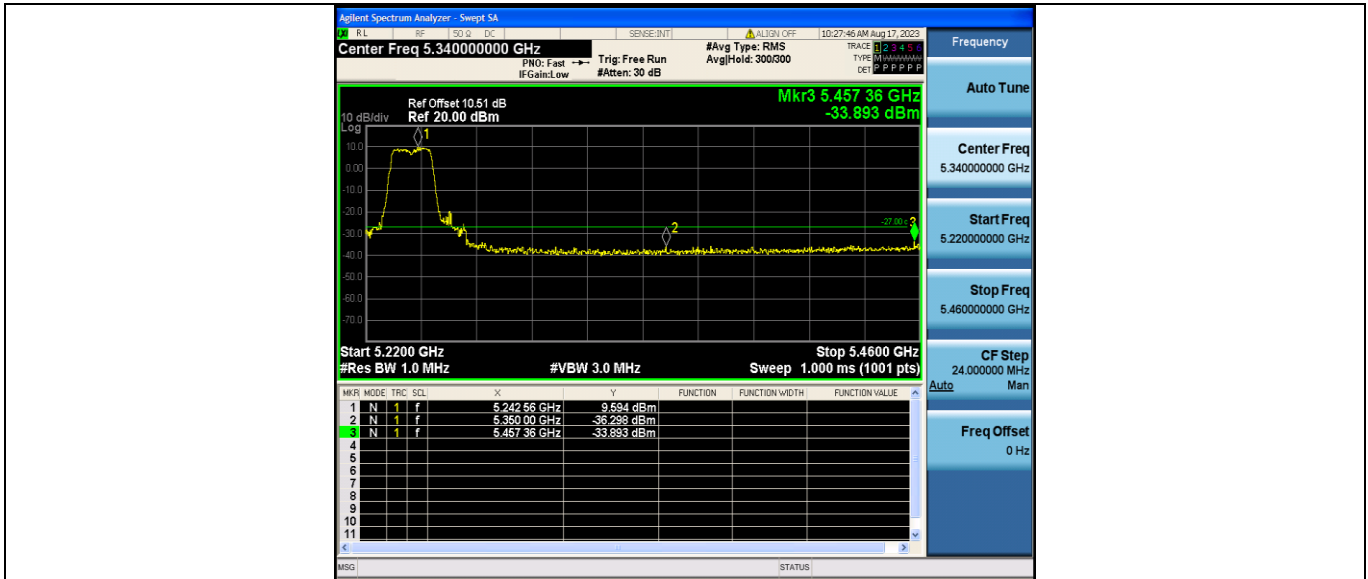 Agilent Spectrum Analyzer - Swept SA
LXI RL RF 50 Ω DC SENSE:INT ALIGN OFF 10:27:46 AM Aug 17, 2023
Center Freq 5.340000000 GHz
#Avg Type: RMS
TRACE 1 2 3 4 5 6
PNO: Fast
Trig: Free Run
Avg|Hold: 300/300
TYPE M
IFGain:Low
#Atten: 30 dB
DET P P P P P P
Mkr3 5.457 36 GHz
Ref Offset 10.51 dB
10 dB/div Ref 20.00 dBm
-33.893 dBm
Log
1
10.0
0.00
-10.0
-20.0
-27.00
3
2
-30.0
-40.0
-50.0
-60.0
-70.0
Start 5.2200 GHz Stop 5.4600 GHz
#Res BW 1.0 MHz #VBW 3.0 MHz Sweep 1.000 ms (1001 pts)
MKR MODE TRC SCL X Y FUNCTION FUNCTION WIDTH FUNCTION VALUE
1 N 1 f 5.242 56 GHz 9.594 dBm
2 N 1 f 5.350 00 GHz -36.298 dBm
3 N 1 f 5.457 36 GHz -33.893 dBm
4
5
6
7
8
9
10
11
MSG STATUS
Frequency
Auto Tune
Center Freq
5.340000000 GHz
Start Freq
5.220000000 GHz
Stop Freq
5.460000000 GHz
CF Step
24.000000 MHz
Auto Man
Freq Offset
0 Hz